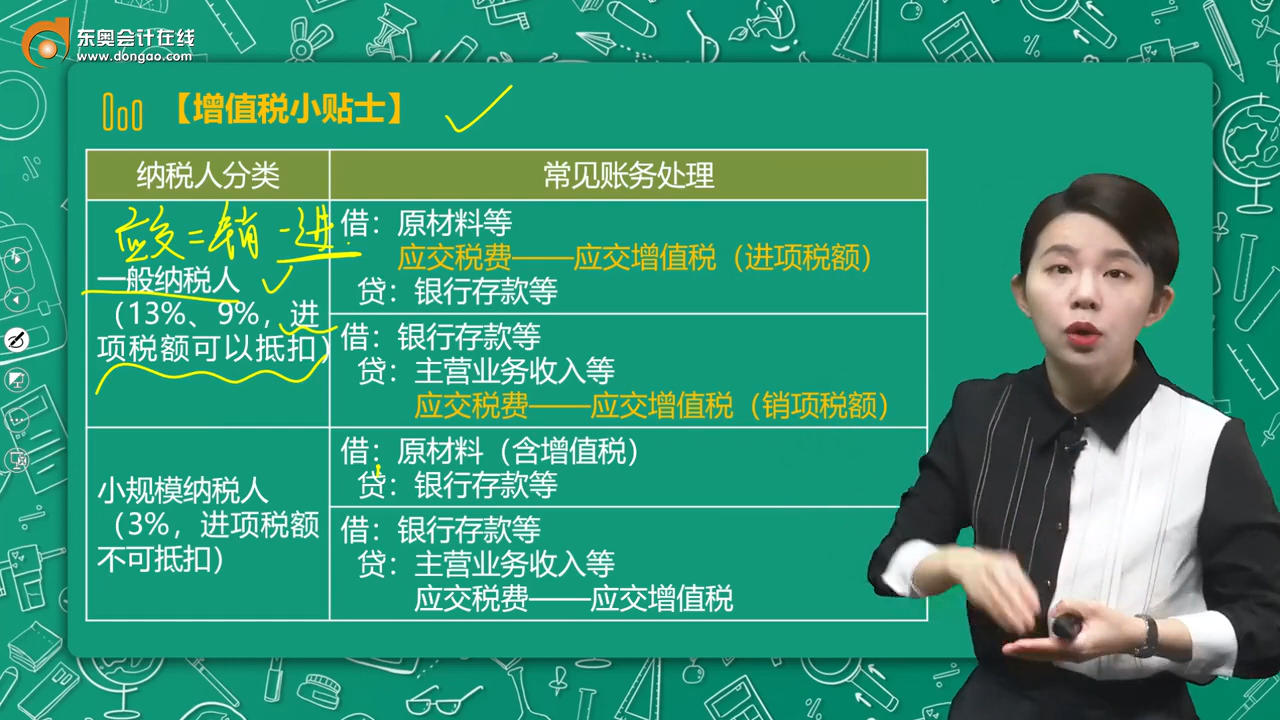 东奥会计在线
www.dongao.com
【增值税小贴士】
纳税人分类
常见账务处理
应交=销-进
一般纳税人
（13%、9%，进
项税额可以抵扣）
借：原材料等
应交税费——应交增值税（进项税额）
贷：银行存款等
借：银行存款等
贷：主营业务收入等
应交税费——应交增值税（销项税额）
小规模纳税人
（3%，进项税额
不可抵扣）
借：原材料（含增值税）
贷：银行存款等
借：银行存款等
贷：主营业务收入等
应交税费——应交增值税